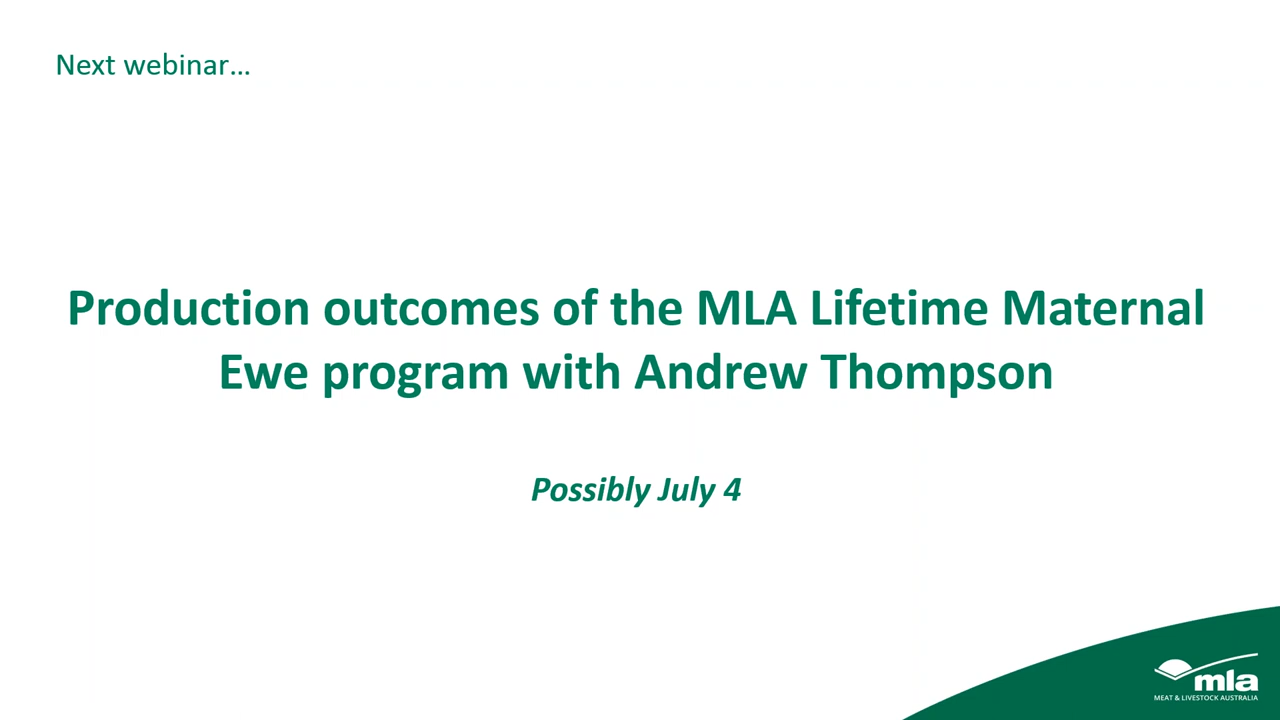 Next webinar...
Production outcomes of the MLA Lifetime Maternal
Ewe program with Andrew Thompson
Possibly July 4
mla
MEAT & LIVESTOCK AUSTRALIA